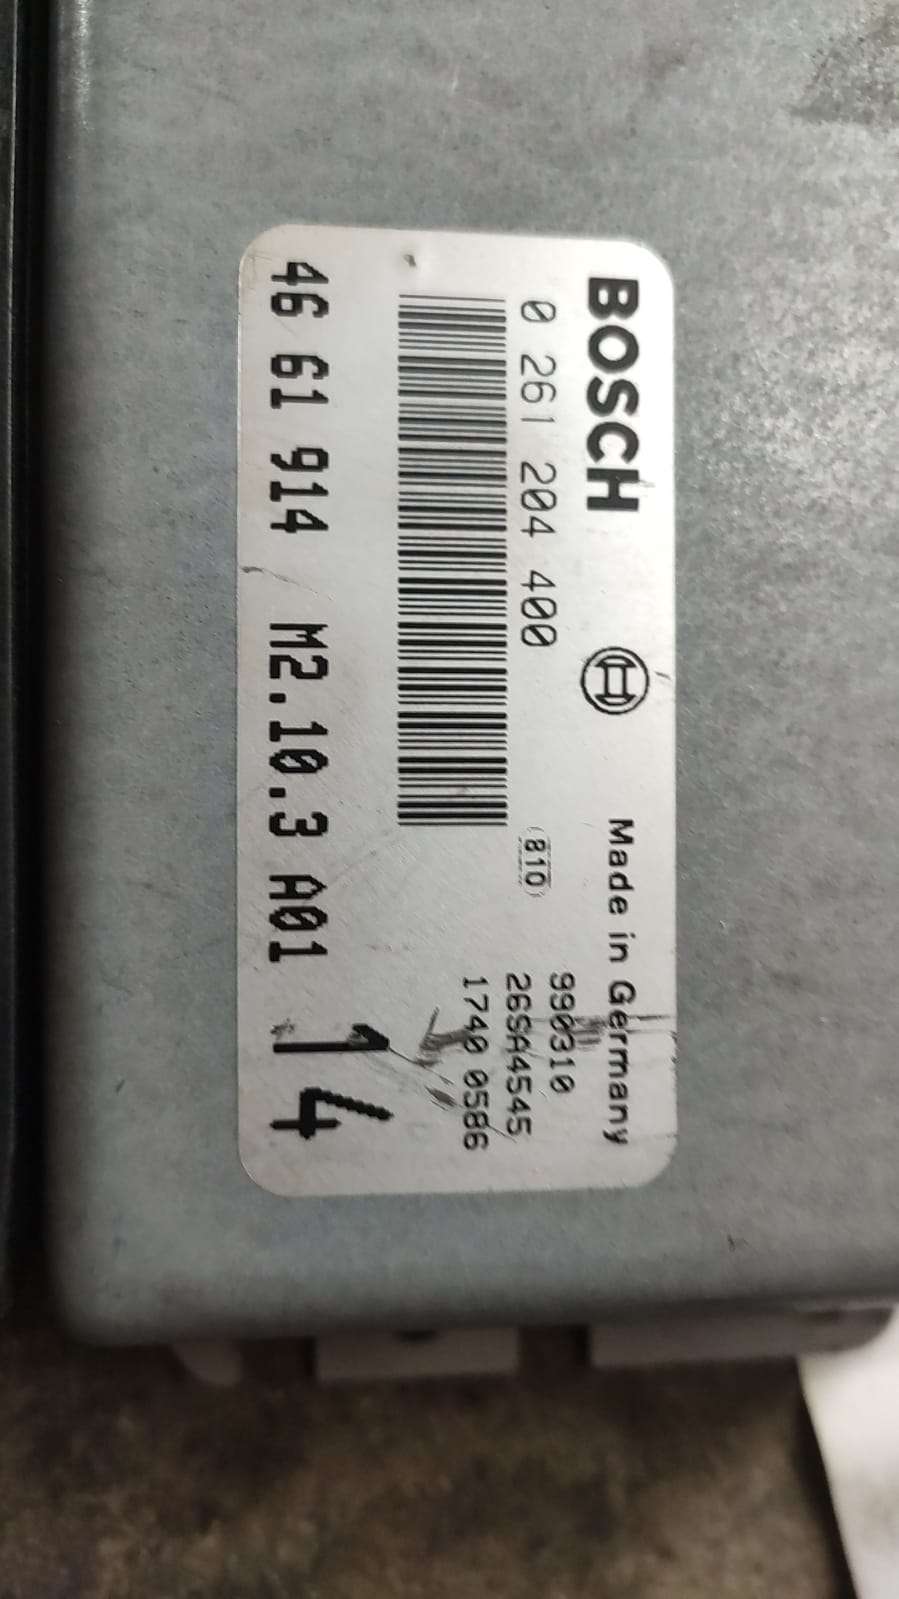 BOSCH
Made in Germany
0 261 204 400
810
990310
26SA4545
1740 0586
46 61 914 / M2.10.3 A01 14